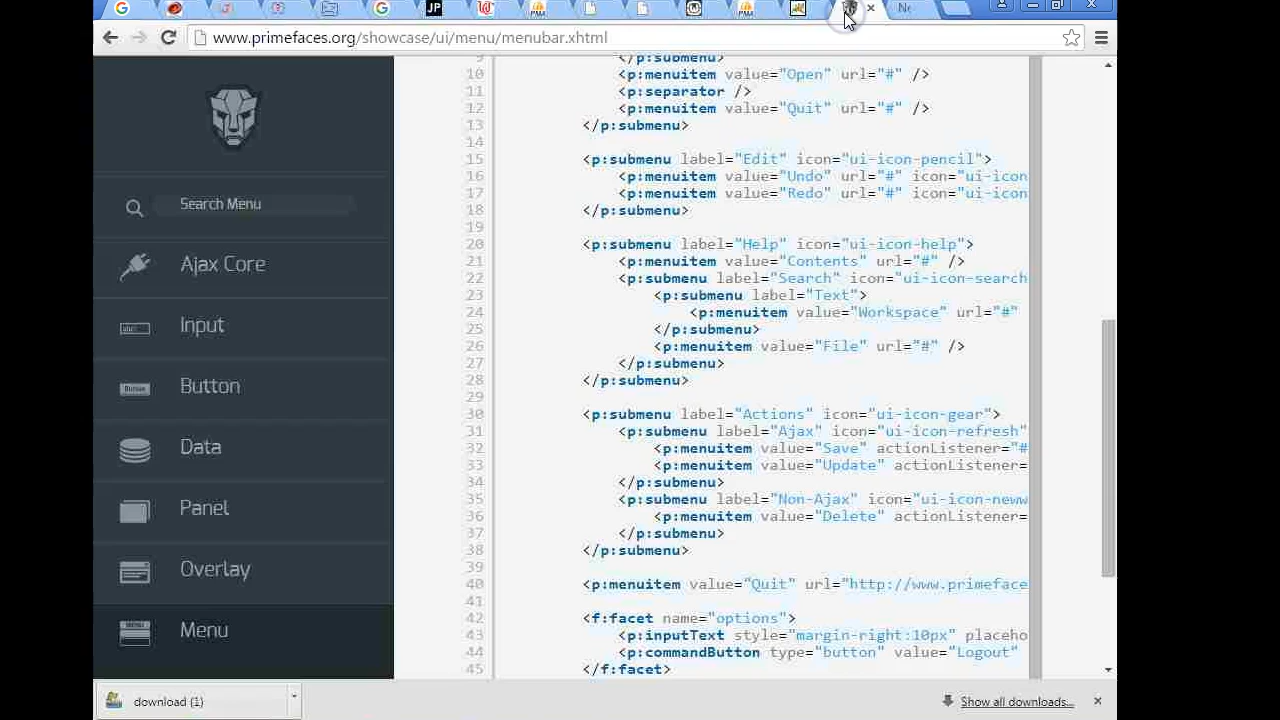 JP
Ne
www.primefaces.org/showcase/ui/menu/menubar.xhtml
Search Menu
Ajax Core
Input
Button
Data
Panel
Overlay
Menu
9 </p:submenu>
10 <p:menuitem value="Open" url="#" />
11 <p:separator />
12 <p:menuitem value="Quit" url="#" />
13 </p:submenu>
14
15 <p:submenu label="Edit" icon="ui-icon-pencil">
16 <p:menuitem value="Undo" url="#" icon="ui-icon
17 <p:menuitem value="Redo" url="#" icon="ui-icon
18 </p:submenu>
19
20 <p:submenu label="Help" icon="ui-icon-help">
21 <p:menuitem value="Contents" url="#" />
22 <p:submenu label="Search" icon="ui-icon-search
23 <p:submenu label="Text">
24 <p:menuitem value="Workspace" url="#"
25 </p:submenu>
26 <p:menuitem value="File" url="#" />
27 </p:submenu>
28 </p:submenu>
29
30 <p:submenu label="Actions" icon="ui-icon-gear">
31 <p:submenu label="Ajax" icon="ui-icon-refresh"
32 <p:menuitem value="Save" actionListener="#
33 <p:menuitem value="Update" actionListener=
34 </p:submenu>
35 <p:submenu label="Non-Ajax" icon="ui-icon-neww
36 <p:menuitem value="Delete" actionListener=
37 </p:submenu>
38 </p:submenu>
39
40 <p:menuitem value="Quit" url="http://www.primeface
41
42 <f:facet name="options">
43 <p:inputText style="margin-right:10px" placeho
44 <p:commandButton type="button" value="Logout"
45 </f:facet>
download (1)
Show all downloads...